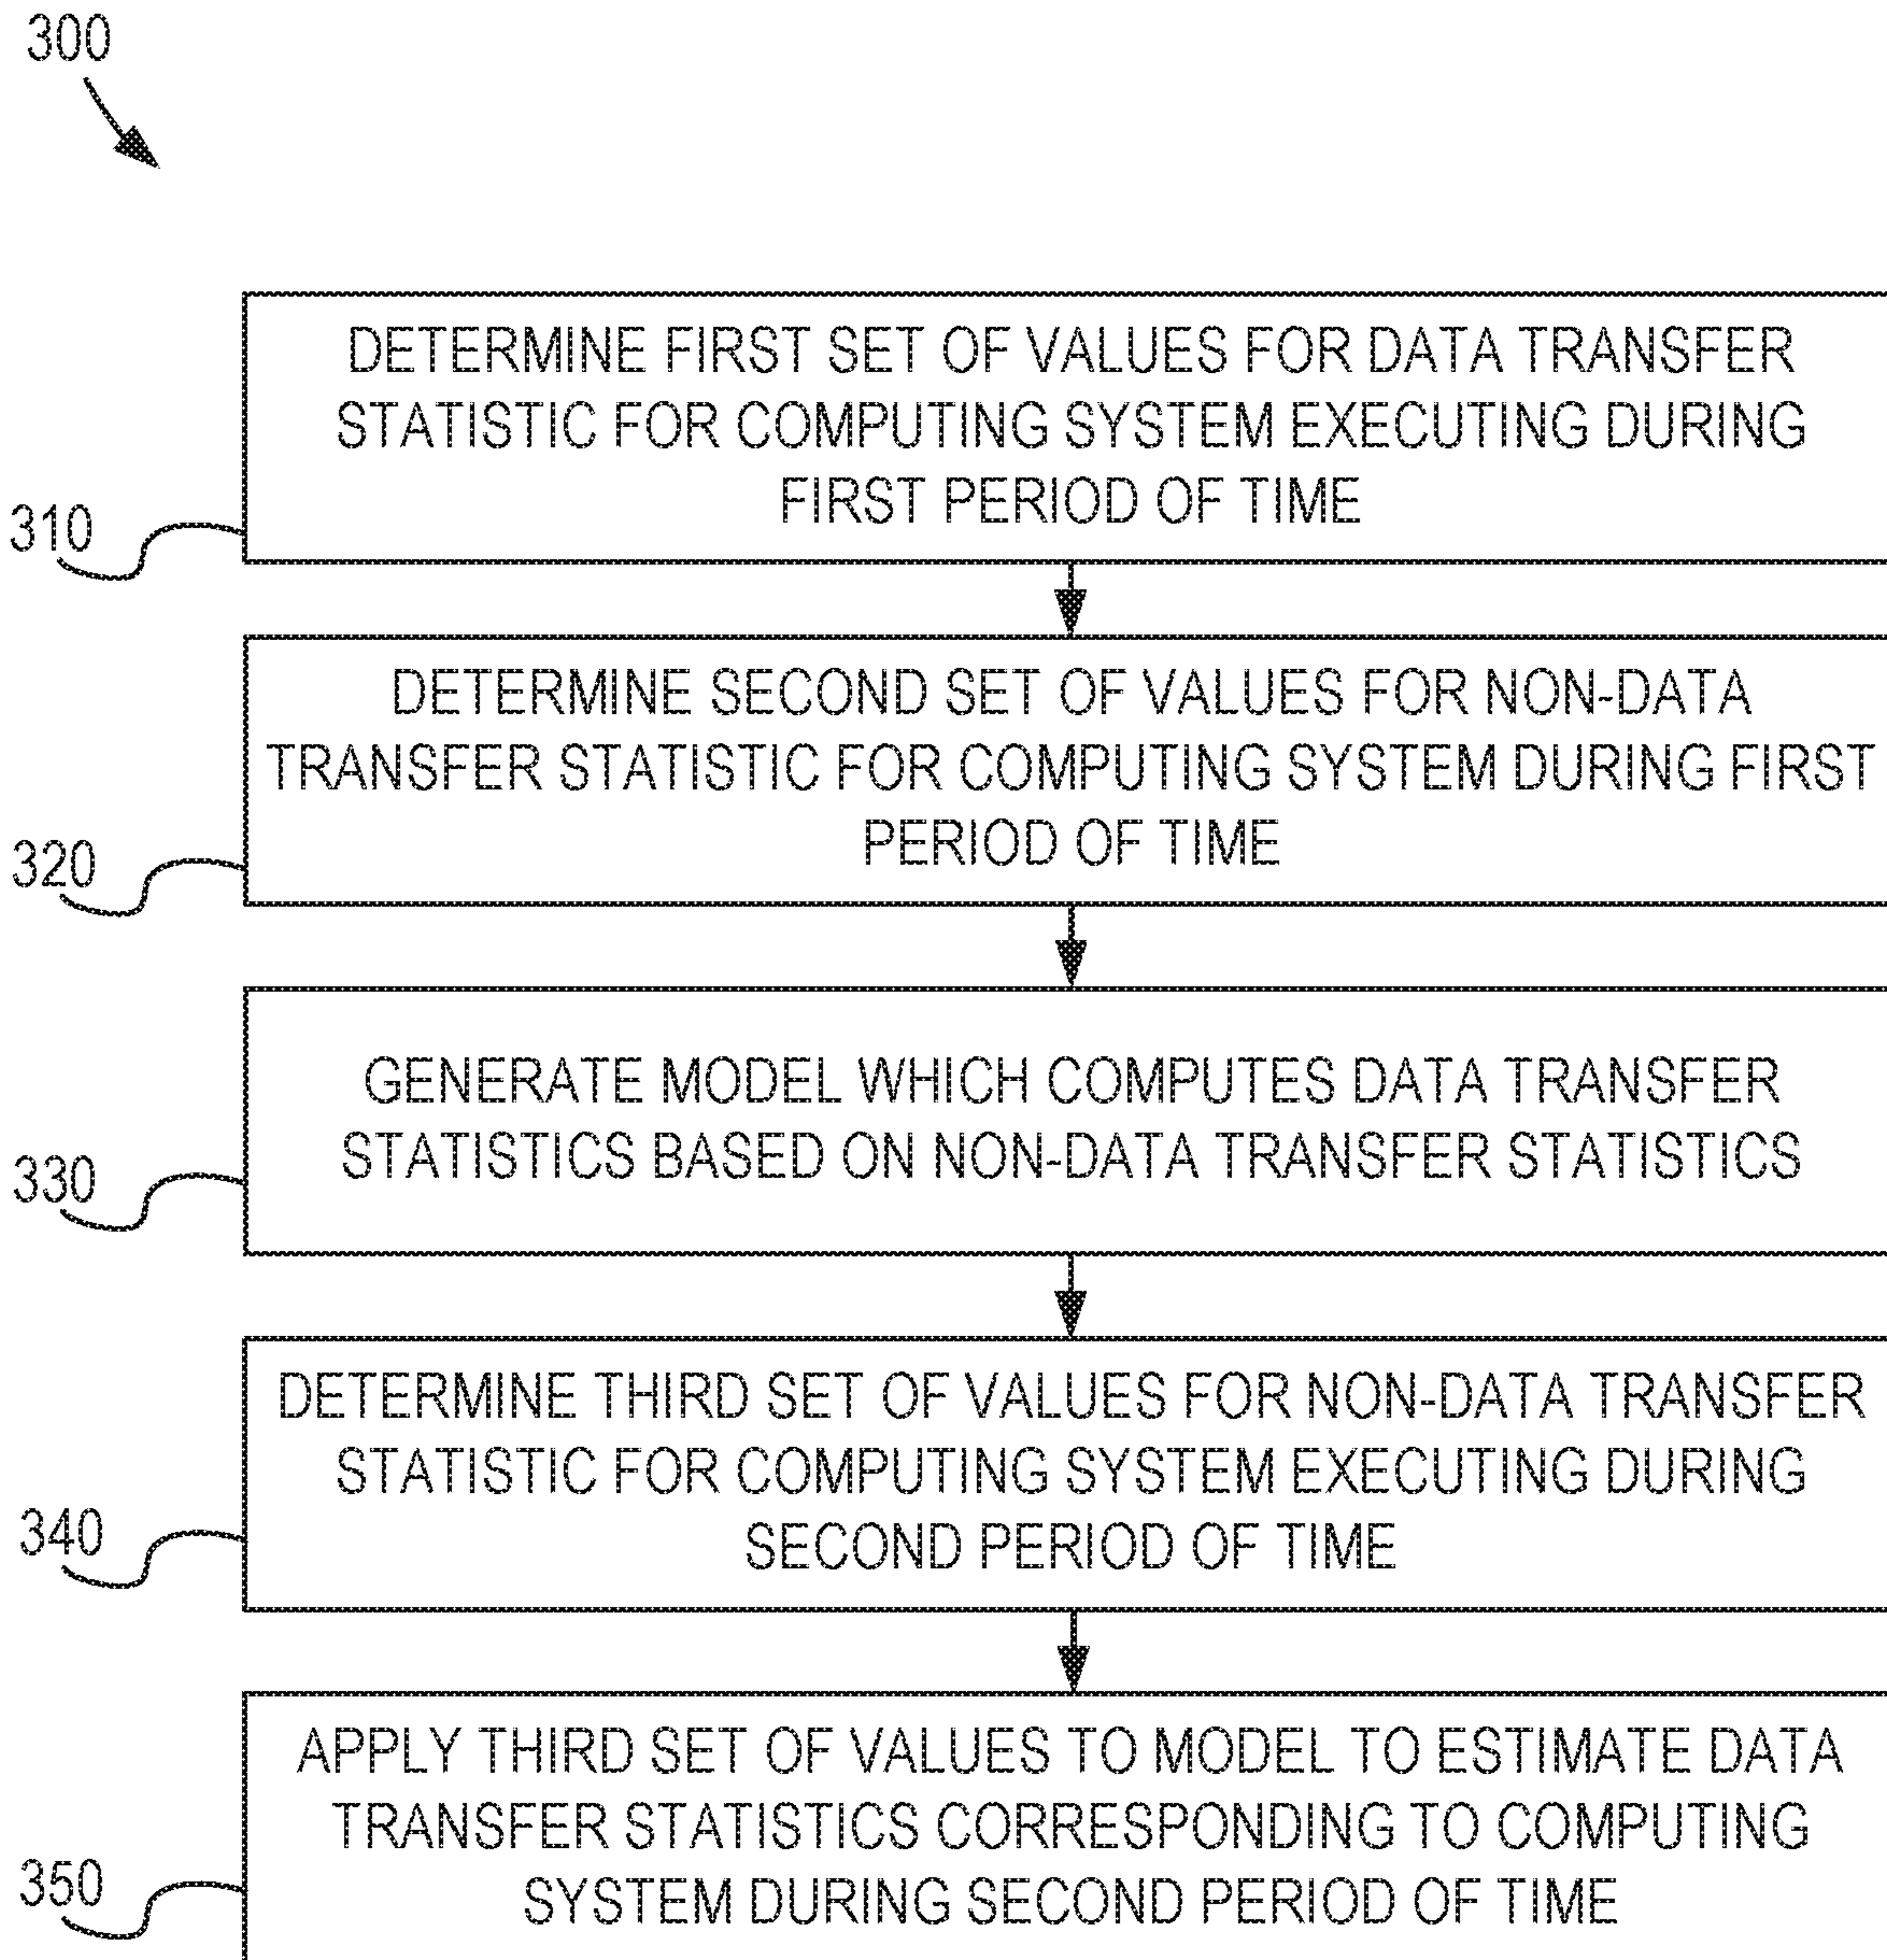 300
DETERMINE FIRST SET OF VALUES FOR DATA TRANSFER
STATISTIC FOR COMPUTING SYSTEM EXECUTING DURING
FIRST PERIOD OF TIME
310
DETERMINE SECOND SET OF VALUES FOR NON-DATA
TRANSFER STATISTIC FOR COMPUTING SYSTEM DURING FIRST
PERIOD OF TIME
320
GENERATE MODEL WHICH COMPUTES DATA TRANSFER
STATISTICS BASED ON NON-DATA TRANSFER STATISTICS
330
DETERMINE THIRD SET OF VALUES FOR NON-DATA TRANSFER
STATISTIC FOR COMPUTING SYSTEM EXECUTING DURING
SECOND PERIOD OF TIME
340
APPLY THIRD SET OF VALUES TO MODEL TO ESTIMATE DATA
TRANSFER STATISTICS CORRESPONDING TO COMPUTING
SYSTEM DURING SECOND PERIOD OF TIME
350